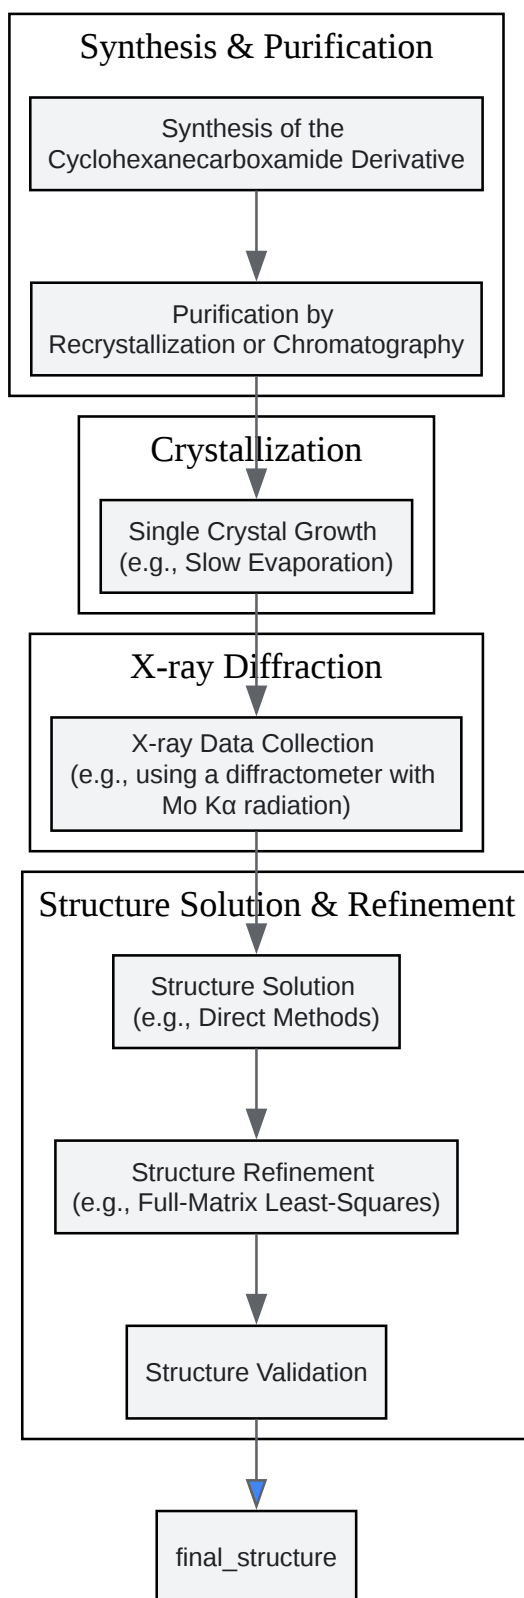 Synthesis & Purification
Synthesis of the
Cyclohexanecarboxamide Derivative
Purification by
Recrystallization or Chromatography
Crystallization
Single Crystal Growth
(e.g., Slow Evaporation)
X-ray Diffraction
X-ray Data Collection
(e.g., using a diffractometer with
Mo Kα radiation)
Structure Solution & Refinement
Structure Solution
(e.g., Direct Methods)
Structure Refinement
(e.g., Full-Matrix Least-Squares)
Structure Validation
final_structure